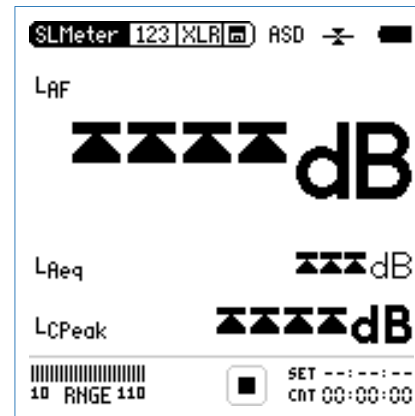 SLMeter 123 XLR ASD
LAF
dB
LAeq dB
LCPeak dB
SET --:--:--
10 RNGE 110 CNT 00:00:00